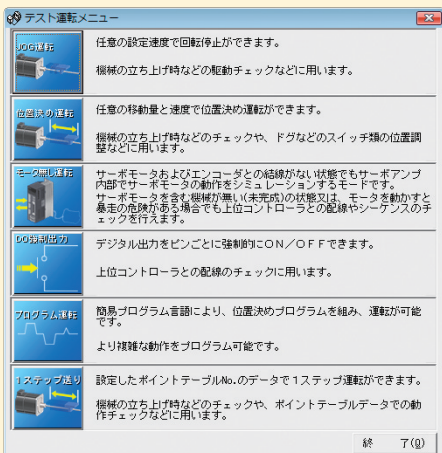 テスト運転メニュー
JOG運転
任意の設定速度で回転停止ができます。
機械の立ち上げ時などの駆動チェックなどに用います。
位置決め運転
任意の移動量と速度で位置決め運転ができます。
機械の立ち上げ時などのチェックや、ドグなどのスイッチ類の位置調
整などに用います。
モータ無し運転
サーボモータおよびエンコーダとの結線がない状態でもサーボアンプ
内部でサーボモータの動作をシミュレーションするモードです。
サーボモータを含む機械が無い(未完成)の状態又は、モータを動かすと
暴走の危険がある場合でも上位コントローラとの配線やシーケンスのチ
ェックを行えます。
DO強制出力
デジタル出力をピンごとに強制的にON/OFFできます。
上位コントローラとの配線のチェックに用います。
プログラム運転
簡易プログラム言語により、位置決めプログラムを組み、運転が可能
です。
より複雑な動作をプログラム可能です。
1ステップ送り
設定したポイントテーブルNo.のデータで1ステップ運転ができます。
機械の立ち上げ時などのチェックや、ポイントテーブルデータでの動
作チェックなどに用います。
終 了(Q)